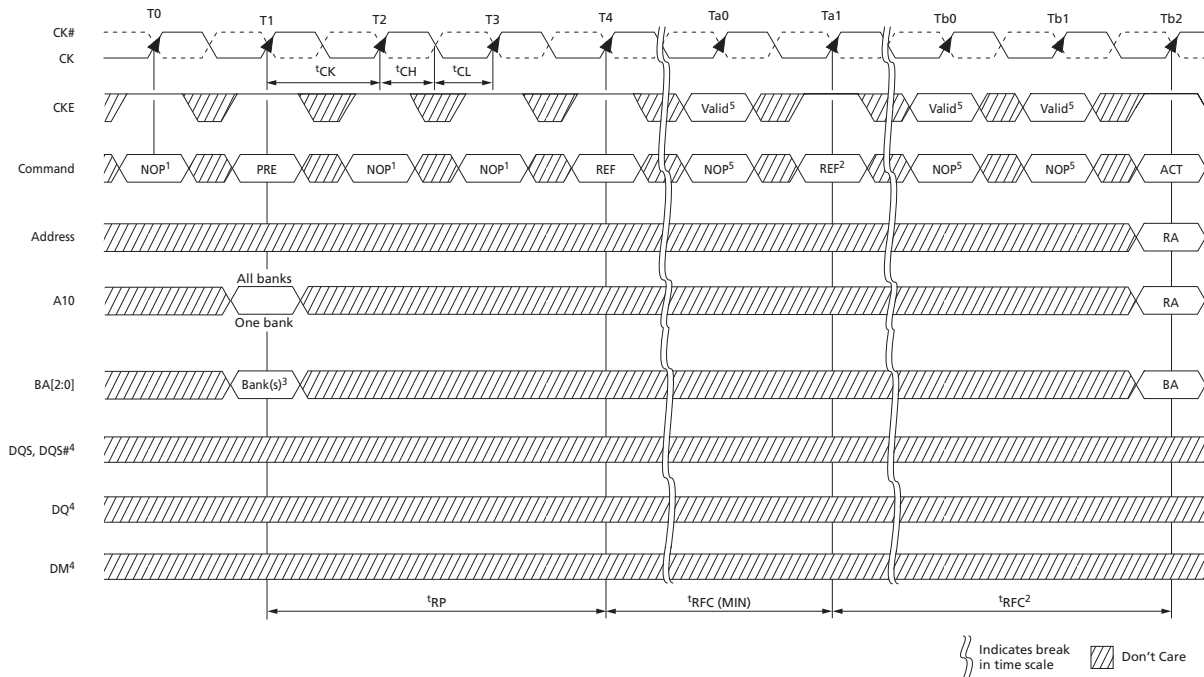 T0 T1 T2 T3 T4 Ta0 Ta1 Tb0 Tb1 Tb2
CK#
CK
tCK tCH tCL
CKE Valid5 Valid5 Valid5
Command NOP1 PRE NOP1 NOP1 REF NOP5 REF2 NOP5 NOP5 ACT
Address RA
All banks
A10 RA
One bank
BA[2:0] Bank(s)3 BA
DQS, DQS#4
DQ4
DM4
tRP tRFC (MIN) tRFC2
Indicates break
in time scale
Don't Care